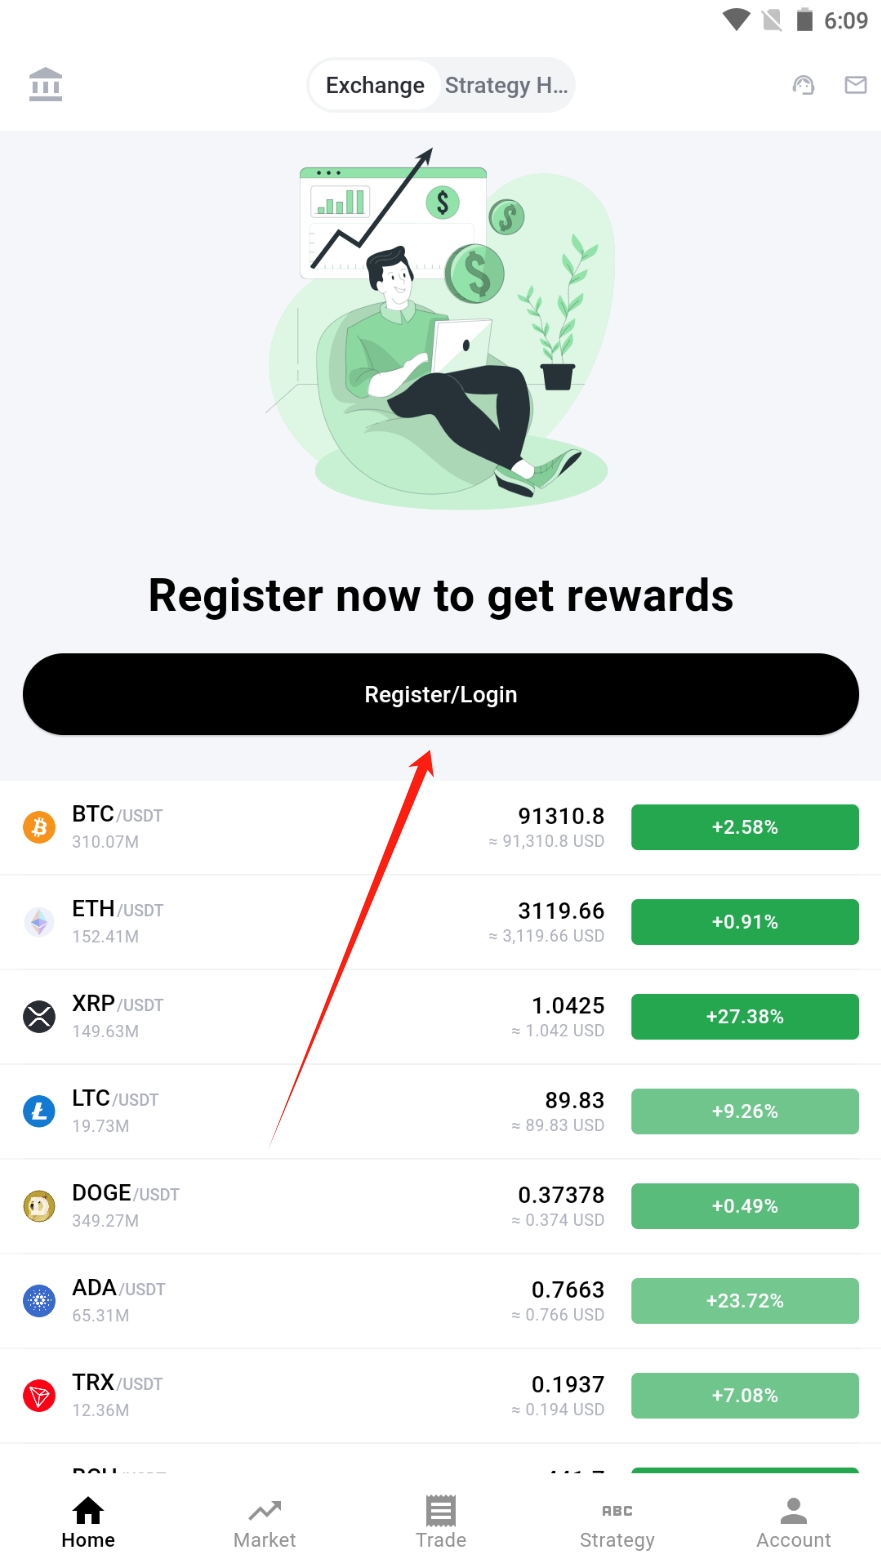 6:09
Exchange
Strategy H...
Register now to get rewards
Register/Login
BTC/USDT 91310.8 +2.58%
310.07M ≈ 91,310.8 USD
ETH/USDT 3119.66 +0.91%
152.41M ≈ 3,119.66 USD
XRP/USDT 1.0425 +27.38%
149.63M ≈ 1.042 USD
LTC/USDT 89.83 +9.26%
19.73M ≈ 89.83 USD
DOGE/USDT 0.37378 +0.49%
349.27M ≈ 0.374 USD
ADA/USDT 0.7663 +23.72%
65.31M ≈ 0.766 USD
TRX/USDT 0.1937 +7.08%
12.36M ≈ 0.194 USD
ABC
Home Market Trade Strategy Account